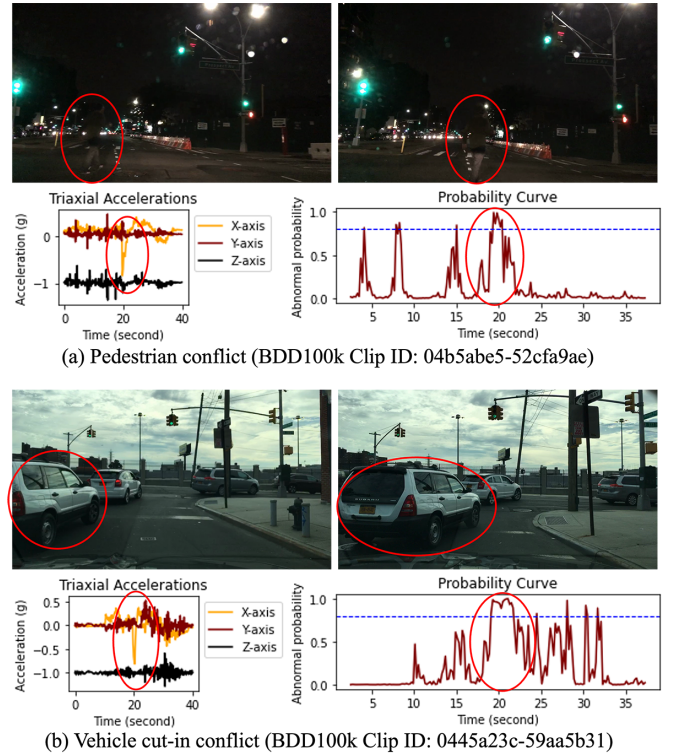 Triaxial Accelerations
Acceleration (g)
0
−1
0 20 40
Time (second)
X-axis
Y-axis
Z-axis
Probability Curve
Abnormal probability
1.0
0.5
0.0
5 10 15 20 25 30 35
Time (second)
(a) Pedestrian conflict (BDD100k Clip ID: 04b5abe5-52cfa9ae)
Triaxial Accelerations
Acceleration (g)
0.5
0.0
−0.5
−1.0
0 20 40
Time (second)
X-axis
Y-axis
Z-axis
Probability Curve
Abnormal probability
1.0
0.5
0.0
5 10 15 20 25 30 35
Time (second)
(b) Vehicle cut-in conflict (BDD100k Clip ID: 0445a23c-59aa5b31)